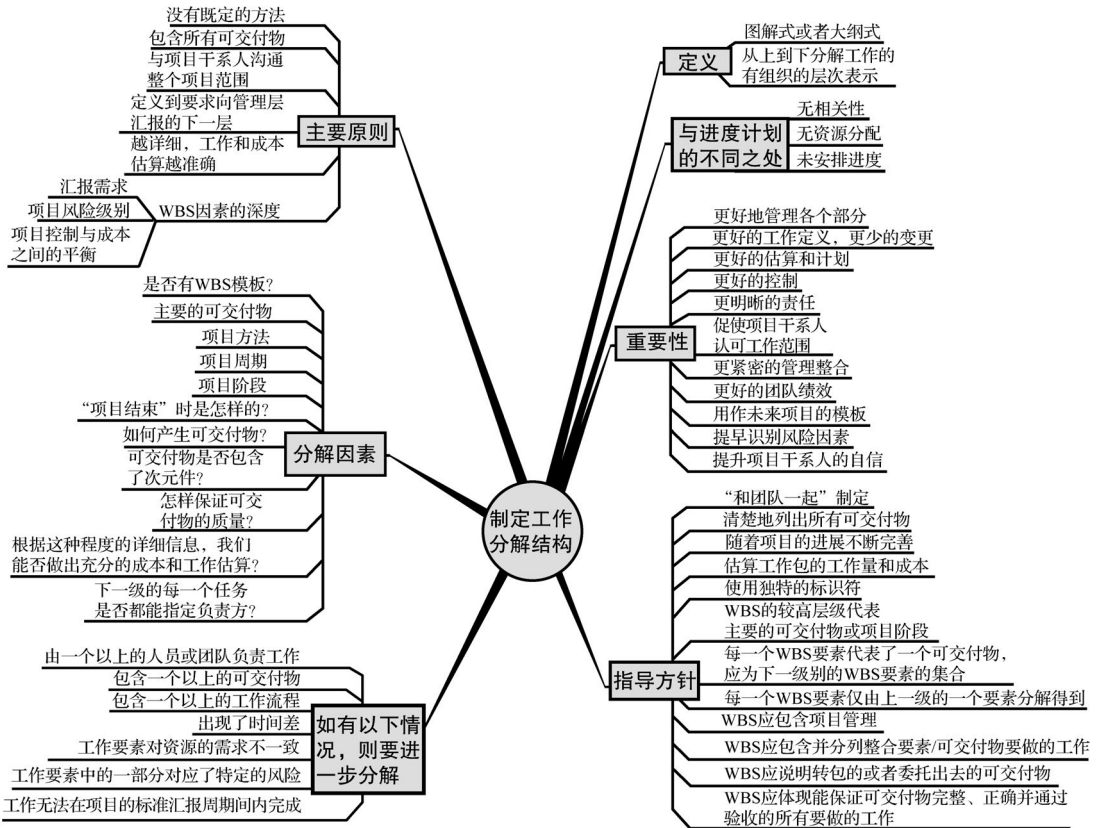 制定工作
分解结构
主要原则
没有既定的方法
包含所有可交付物
与项目干系人沟通
整个项目范围
定义到要求向管理层
汇报的下一层
越详细，工作和成本
估算越准确
WBS因素的深度
汇报需求
项目风险级别
项目控制与成本
之间的平衡
分解因素
是否有WBS模板？
主要的可交付物
项目方法
项目周期
项目阶段
“项目结束”时是怎样的？
如何产生可交付物？
可交付物是否包含
了次元件？
怎样保证可交
付物的质量？
根据这种程度的详细信息，我们
能否做出充分的成本和工作估算？
下一级的每一个任务
是否都能指定负责方？
如有以下情
况，则要进
一步分解
由一个以上的人员或团队负责工作
包含一个以上的可交付物
包含一个以上的工作流程
出现了时间差
工作要素对资源的需求不一致
工作要素中的一部分对应了特定的风险
工作无法在项目的标准汇报周期间内完成
定义
图解式或者大纲式
从上到下分解工作的
有组织的层次表示
与进度计划
的不同之处
无相关性
无资源分配
未安排进度
重要性
更好地管理各个部分
更好的工作定义，更少的变更
更好的估算和计划
更好的控制
更明晰的责任
促使项目干系人
认可工作范围
更紧密的管理整合
更好的团队绩效
用作未来项目的模板
提早识别风险因素
提升项目干系人的自信
指导方针
“和团队一起”制定
清楚地列出所有可交付物
随着项目的进展不断完善
估算工作包的工作量和成本
使用独特的标识符
WBS的较高层级代表
主要的可交付物或项目阶段
每一个WBS要素代表了一个可交付物，
应为下一级别的WBS要素的集合
每一个WBS要素仅由上一级的一个要素分解得到
WBS应包含项目管理
WBS应包含并分列整合要素/可交付物要做的工作
WBS应说明转包的或者委托出去的可交付物
WBS应体现能保证可交付物完整、正确并通过
验收的所有要做的工作